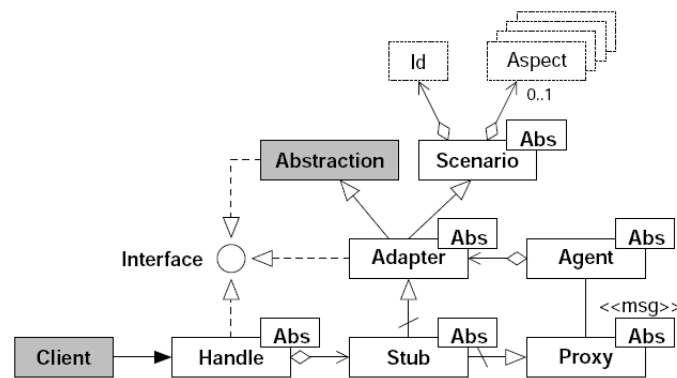 Id
Aspect
0..1
Abs
Abstraction
Scenario
Abs
Abs
Interface
Adapter
Agent
<<msg>>
Abs
Abs
Abs
Client
Handle
Stub
Proxy